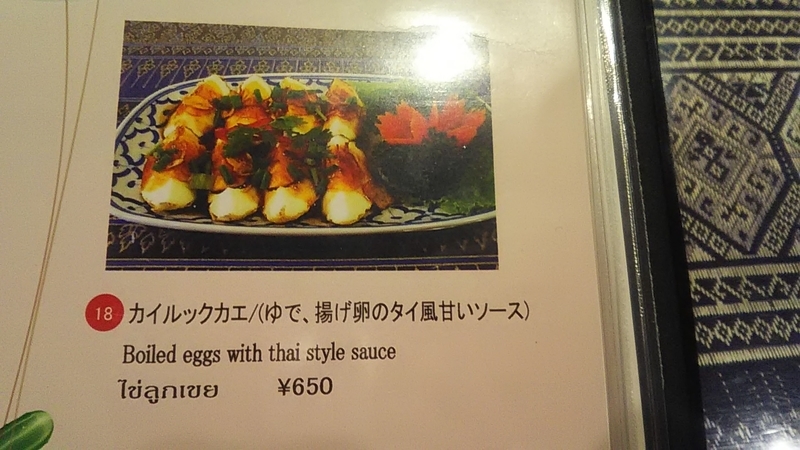 18 カイルックカエ/(ゆで、揚げ卵のタイ風甘いソース)
Boiled eggs with thai style sauce
ไข่ลูกเขย ¥650